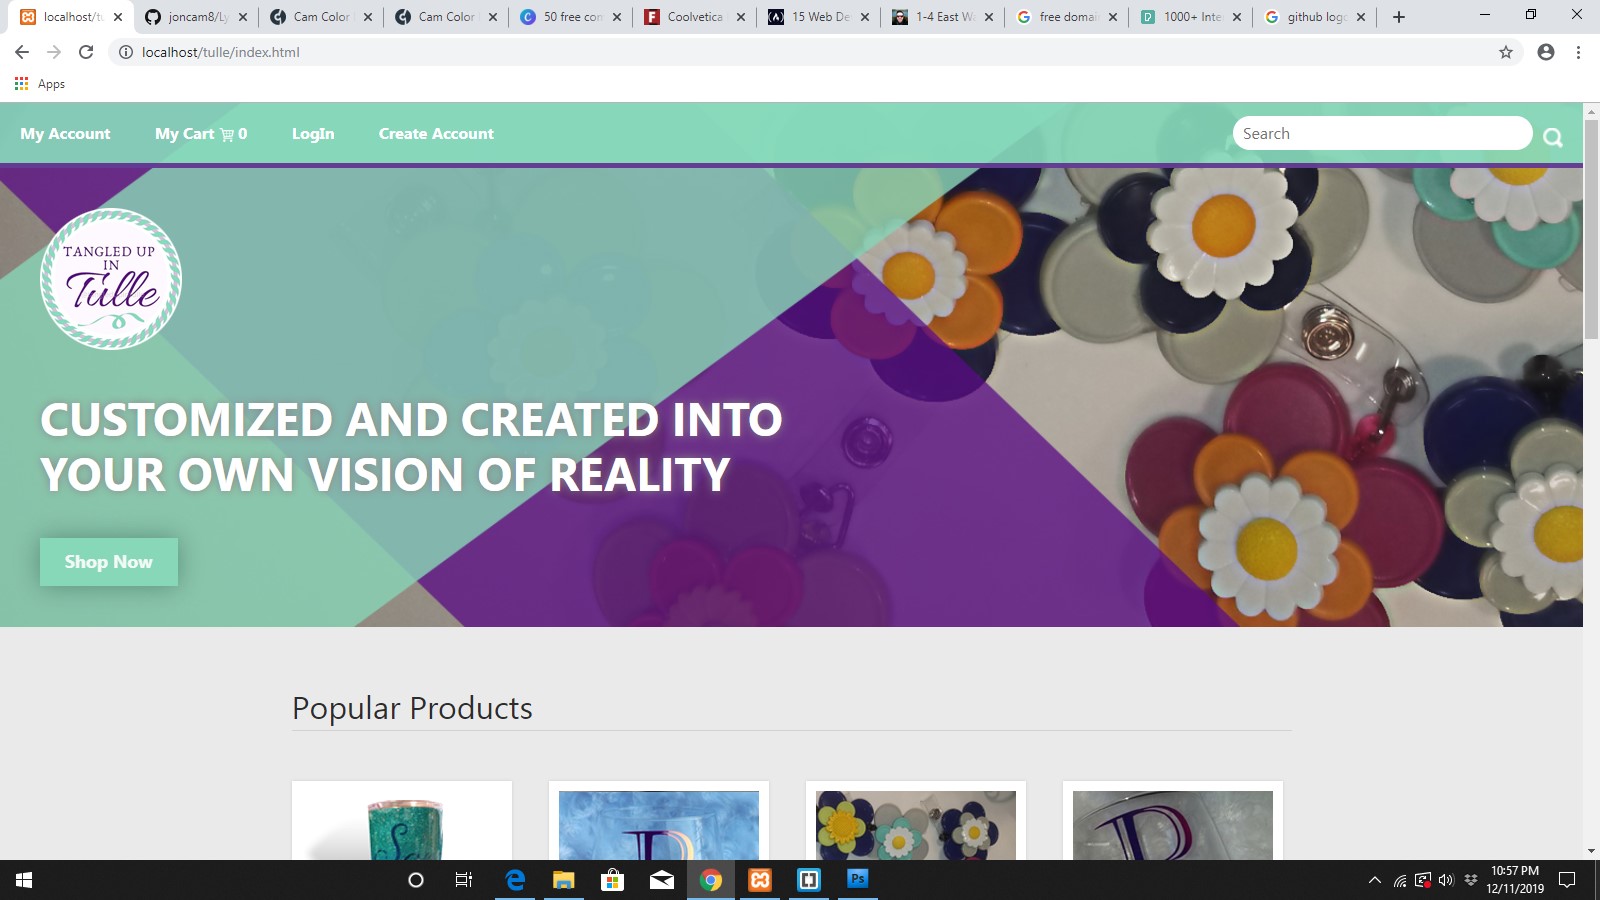 localhost/tu
joncam8/Ly
Cam Color
Cam Color
50 free con
Coolvetica
15 Web De
1-4 East Wa
free domai
1000+ Inte
github logo
localhost/tulle/index.html
Apps
My Account
My Cart 0
LogIn
Create Account
Search
TANGLED UP
IN
Tulle
CUSTOMIZED AND CREATED INTO
YOUR OWN VISION OF REALITY
Shop Now
Popular Products
10:57 PM
12/11/2019
Ps